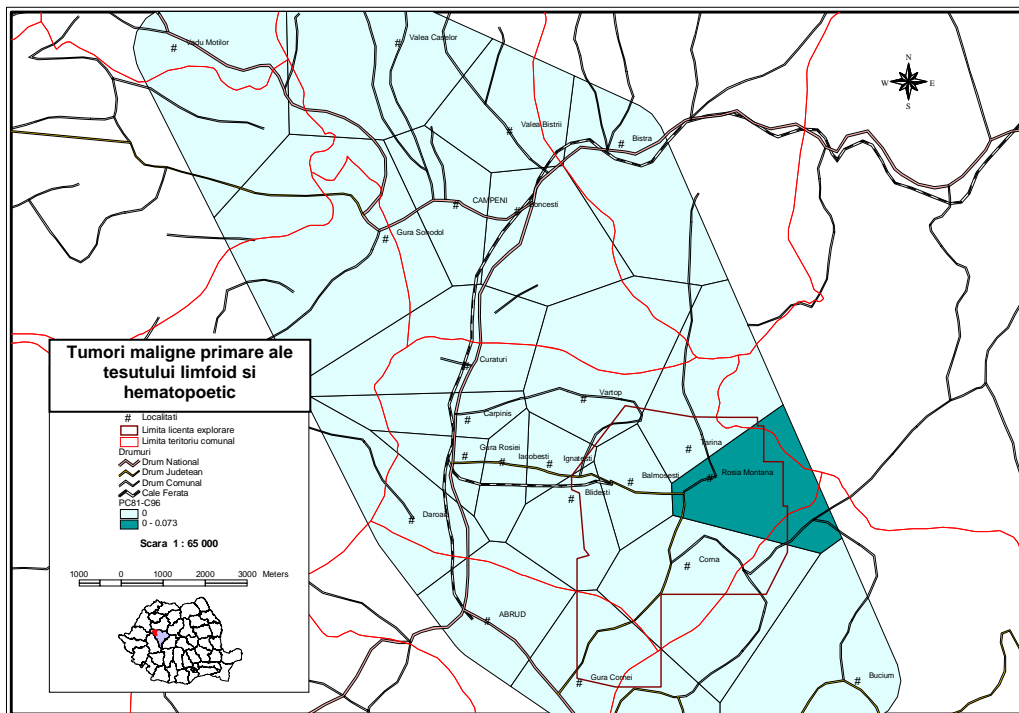 Vadu Motilor
Valea Caselor
N
W
E
S
Valea Bistrii
Bistra
CAMPENI
Boncesti
Gura Sohodol
Tumori maligne primare ale
tesutului limfoid si
hematopoetic
# Localitati
Limita licenta explorare
Limita teritoriu comunal
Drumuri
Drum National
Drum Judetean
Drum Comunal
Cale Ferata
PC81-C96
0
0 - 0.073
Scara 1 : 65 000
1000 0 1000 2000 3000 Meters
Curaturi
Vartop
Carpinis
Gura Rosiei
Iacobesti
Ignatesti
Tarina
Balmosesti
Rosia Montana
Blidesti
Daroaia
Corna
ABRUD
Gura Cornei
Bucium